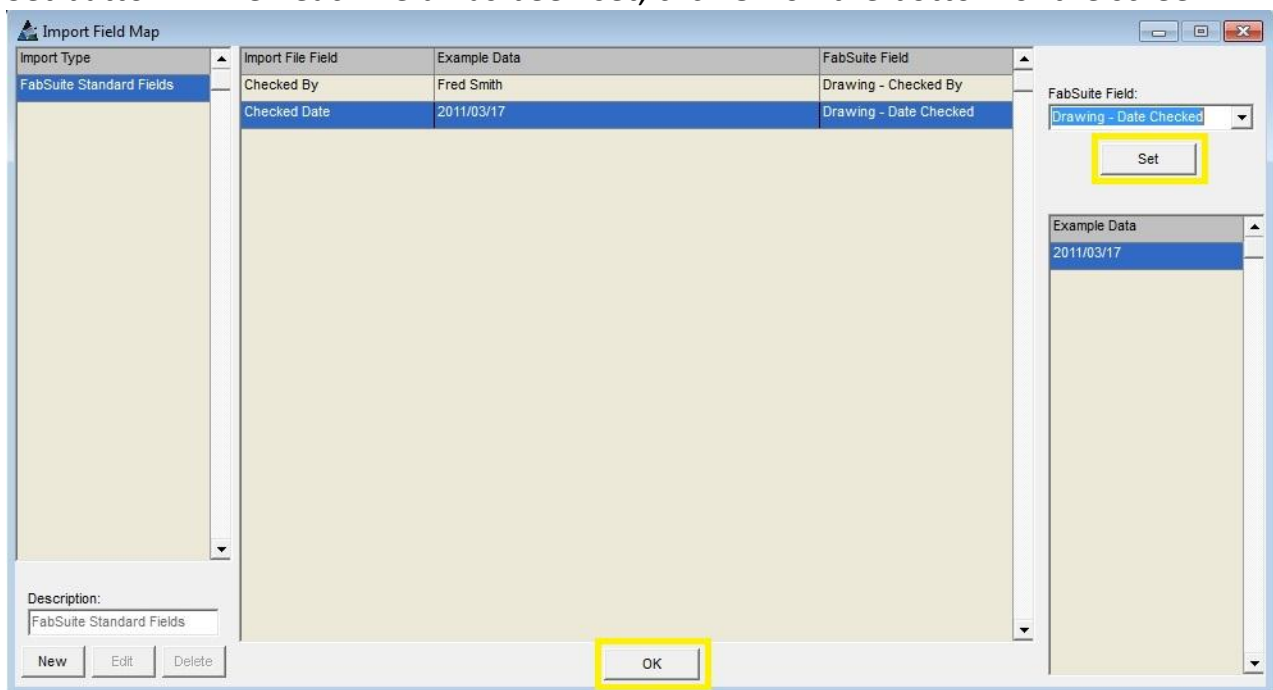 Import Field Map
Import Type
FabSuite Standard Fields
Import File Field Example Data FabSuite Field
Checked By Fred Smith Drawing - Checked By
Checked Date 2011/03/17 Drawing - Date Checked
FabSuite Field:
Drawing - Date Checked
Set
Example Data
2011/03/17
Description:
FabSuite Standard Fields
New Edit Delete
OK